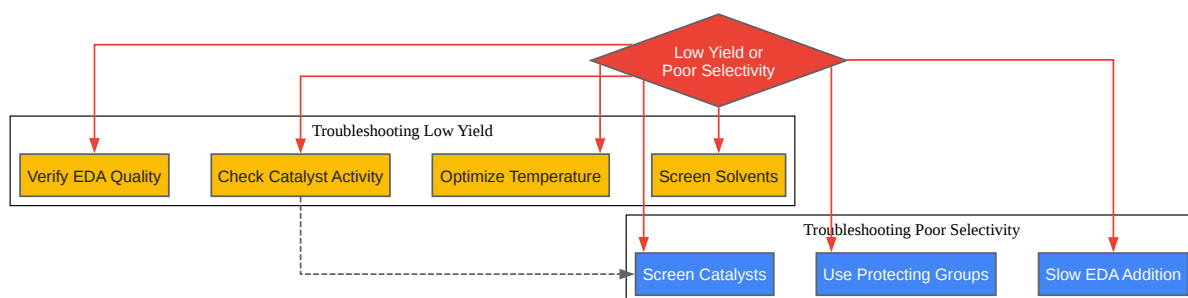 Low Yield or
Poor Selectivity
Troubleshooting Low Yield
Verify EDA Quality
Check Catalyst Activity
Optimize Temperature
Screen Solvents
Troubleshooting Poor Selectivity
Screen Catalysts
Use Protecting Groups
Slow EDA Addition